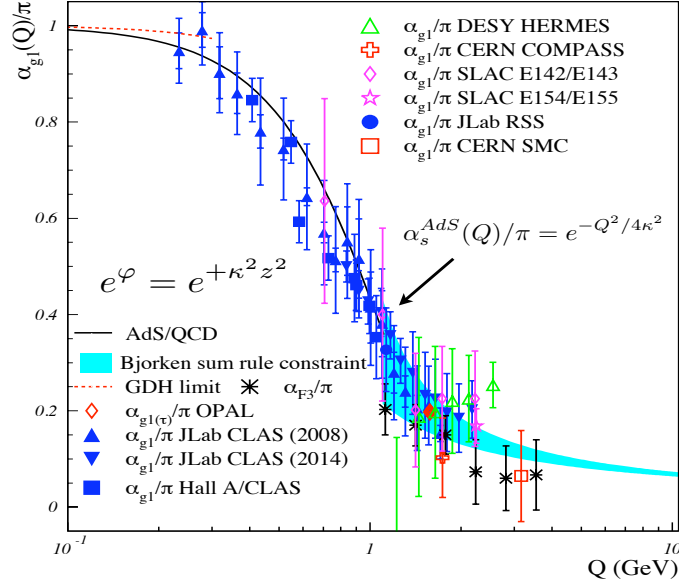 α_g1(Q)/π
1
0.8
0.6
0.4
0.2
0
α_g1/π DESY HERMES
α_g1/π CERN COMPASS
α_g1/π SLAC E142/E143
α_g1/π SLAC E154/E155
α_g1/π JLab RSS
α_g1/π CERN SMC
α_s^{AdS}(Q)/π = e^{-Q²/4κ²}
e^φ = e^{+κ²z²}
AdS/QCD
Bjorken sum rule constraint
GDH limit α_F3/π
α_g1(τ)/π OPAL
α_g1/π JLab CLAS (2008)
α_g1/π JLab CLAS (2014)
α_g1/π Hall A/CLAS
10⁻¹ 1 10
Q (GeV)